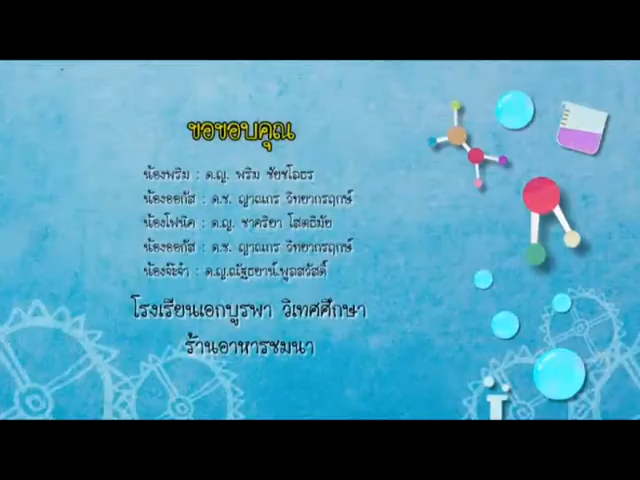 ขอขอบคุณ
น้องพริม : ด.ญ. พริม ชัยชโลธร
น้องออกัส : ด.ช. ญาณกร วิทยากรฤกษ์
น้องโฟนิค : ด.ญ. ชาคริยา โสตธิมัย
น้องออกัส : ด.ช. ญาณกร วิทยากรฤกษ์
น้องจ๊ะจ๋า : ด.ญ.ณัฐธยาน์.พูลสวัสดิ์
โรงเรียนเอกบูรพา วิเทศศึกษา
ร้านอาหารชมนา